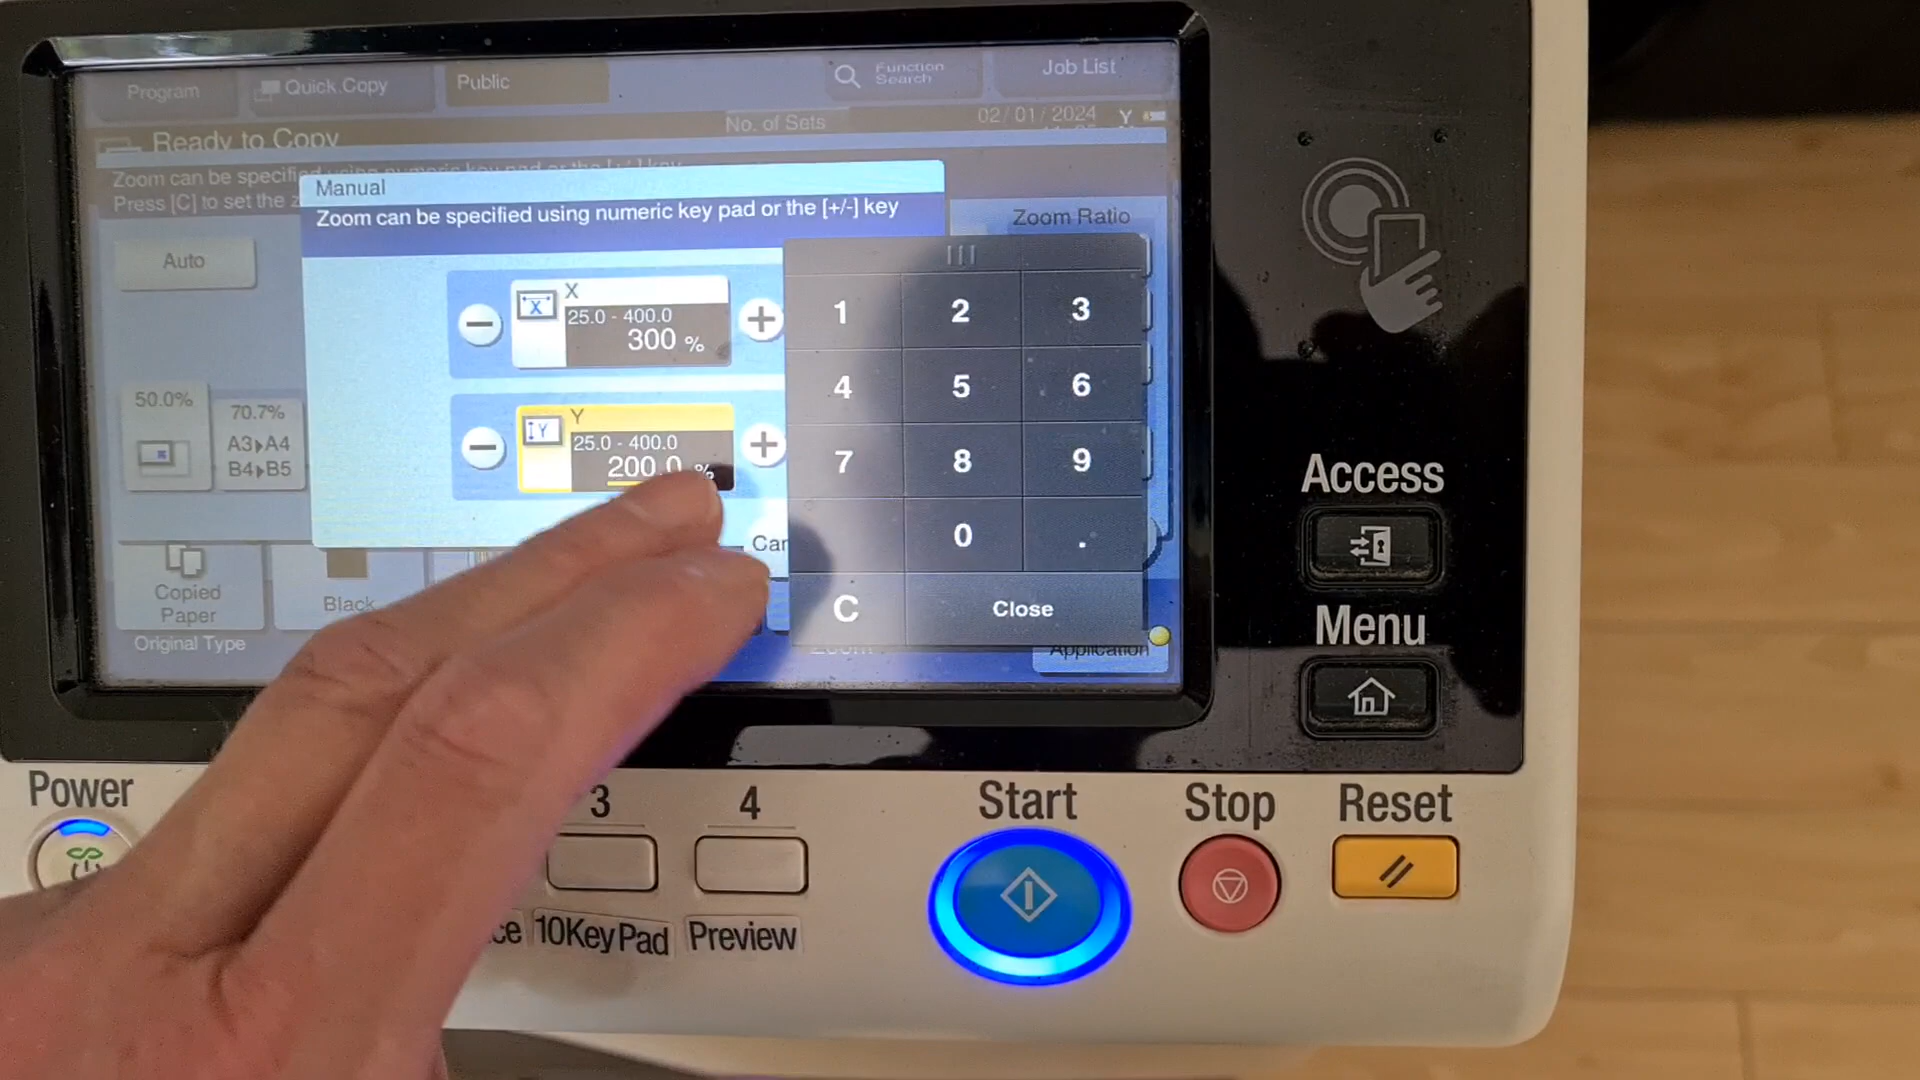 Program
Quick Copy
Public
Function
Search
Job List
Ready to Copy
No. of Sets
02/01/2024
Y
Zoom can be specified using numeric key pad or the [+/-] key
Press [C] to set the z
Manual
Zoom can be specified using numeric key pad or the [+/-] key
Zoom Ratio
Auto
X
25.0 - 400.0
300 %
Y
25.0 - 400.0
200.0 %
X
IY
1 2 3
4 5 6
7 8 9
0 .
C Close
50.0%
70.7%
A3▸A4
B4▸B5
Can
Copied
Paper
Black
Original Type
Zoom
Application
Access
Menu
Power
3
4
Start
Stop
Reset
ce
10KeyPad
Preview